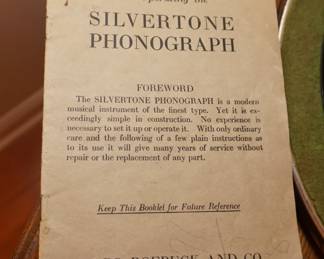 Operating the
SILVERTONE
PHONOGRAPH
FOREWORD
The SILVERTONE PHONOGRAPH is a modern
musical instrument of the finest type. Yet it is ex-
ceedingly simple in construction. No experience is
necessary to set it up or operate it. With only ordinary
care and the following of a few plain instructions as
to its use it will give many years of service without
repair or the replacement of any part.
Keep This Booklet for Future Reference
ROEBUCK AND CO